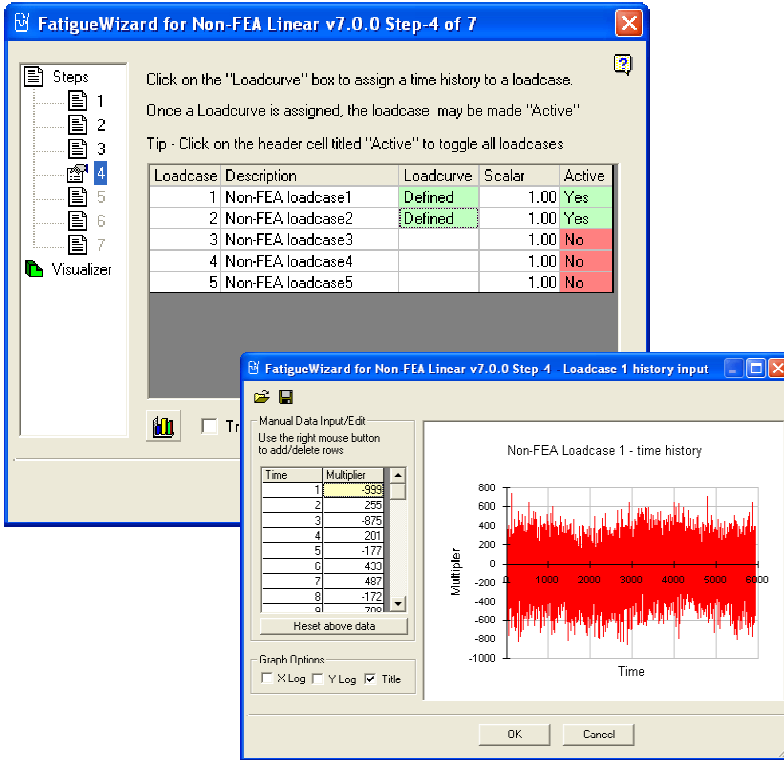 FatigueWizard for Non-FEA Linear v7.0.0 Step-4 of 7
Steps
1
2
3
4
5
6
7
Visualizer
Click on the "Loadcurve" box to assign a time history to a loadcase.
Once a Loadcurve is assigned, the loadcase may be made "Active"
Tip - Click on the header cell titled "Active" to toggle all loadcases
Loadcase Description Loadcurve Scalar Active
1 Non-FEA loadcase1 Defined 1.00 Yes
2 Non-FEA loadcase2 Defined 1.00 Yes
3 Non-FEA loadcase3 1.00 No
4 Non-FEA loadcase4 1.00 No
5 Non-FEA loadcase5 1.00 No
FatigueWizard for Non-FEA Linear v7.0.0 Step-4 - Loadcase 1 history input
Manual Data Input/Edit
Use the right mouse button
to add/delete rows
Time Multiplier
1 -999
2 255
3 -875
4 201
5 -177
6 433
7 487
8 -172
Reset above data
Graph Options
X Log Y Log Title
Non-FEA Loadcase 1 - time history
Multipler
800
600
400
200
0
-200
-400
-600
-800
-1000
0 1000 2000 3000 4000 5000 6000
Time
OK Cancel